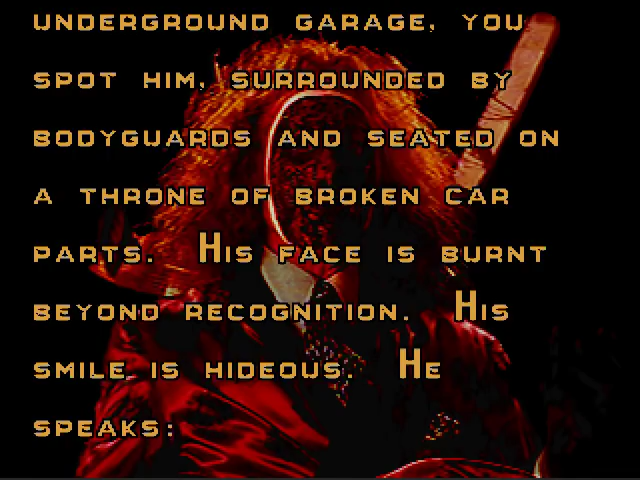 UNDERGROUND GARAGE, YOU
SPOT HIM, SURROUNDED BY
BODYGUARDS AND SEATED ON
A THRONE OF BROKEN CAR
PARTS. HIS FACE IS BURNT
BEYOND RECOGNITION. HIS
SMILE IS HIDEOUS. HE
SPEAKS: